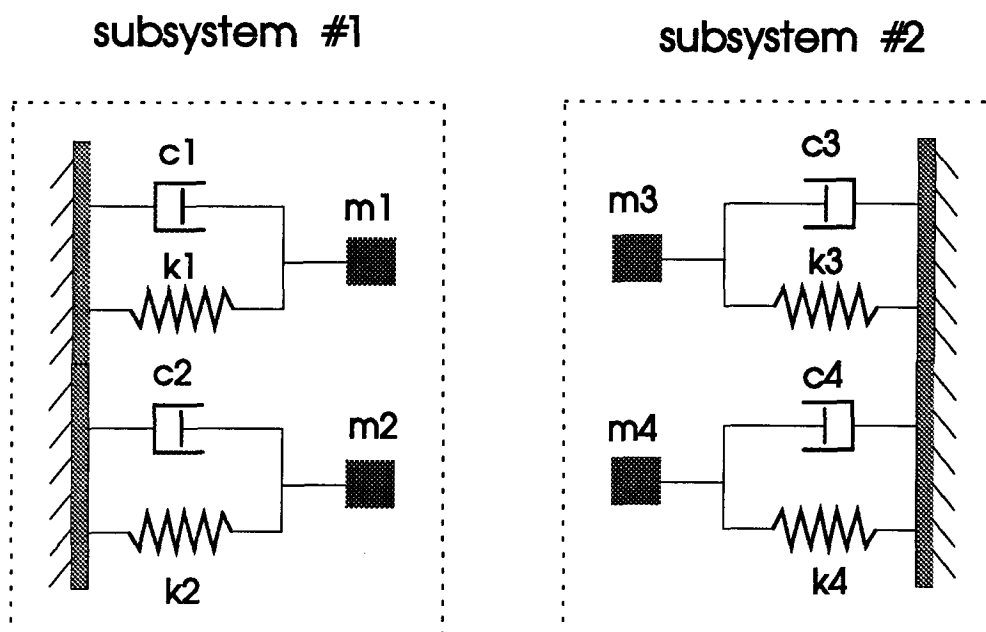 subsystem #1
subsystem #2
c1
m1
k1
c2
m2
k2
c3
m3
k3
c4
m4
k4